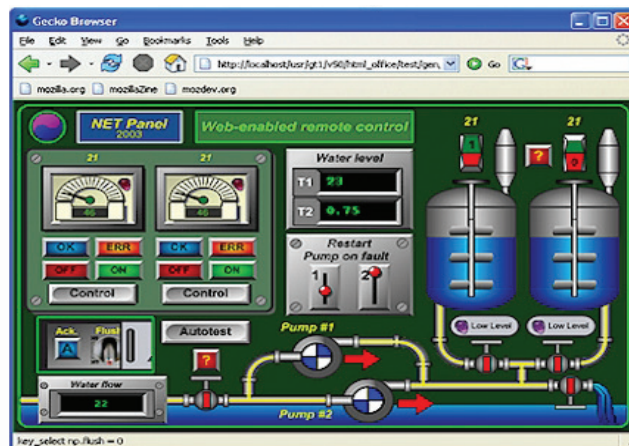 Gecko Browser
File Edit View Go Bookmarks Tools Help
http://localhost/usr/gt1/v50/html_office/test/gen, Go
mozilla.org mozillaZine mozdev.org
NET Panel
2003
Web-enabled remote control
21 21
46 46
OK ERR OK ERR
OFF ON OFF ON
Control Control
Water level
T1 23
T2 0.75
Restart
Pump on fault
1 2
21 21
1 ? 0
Low Level Low Level
Ack. Flush
A
Autotest
?
Pump #1
Pump #2
Water flow
22
key_select np.flush = 0